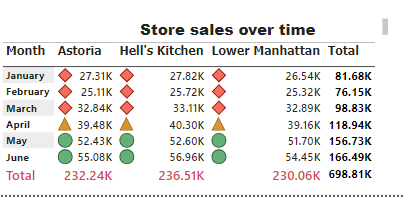 Store sales over time
Month Astoria Hell's Kitchen Lower Manhattan Total
January 27.31K 27.82K 26.54K 81.68K
February 25.11K 25.72K 25.32K 76.15K
March 32.84K 33.11K 32.89K 98.83K
April 39.48K 40.30K 39.16K 118.94K
May 52.43K 52.60K 51.70K 156.73K
June 55.08K 56.96K 54.45K 166.49K
Total 232.24K 236.51K 230.06K 698.81K